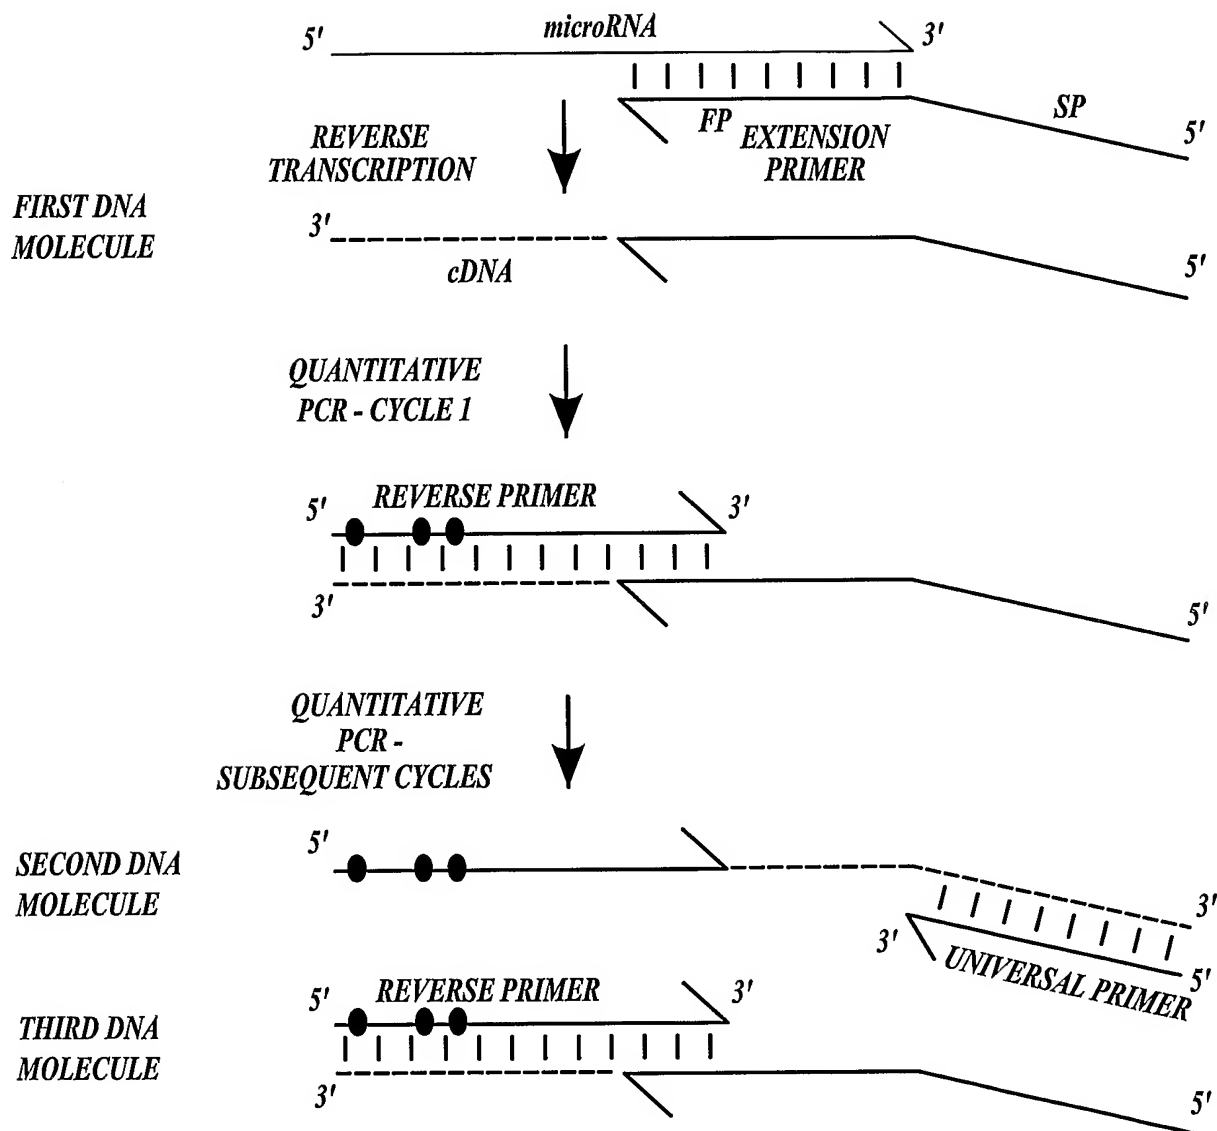 5' microRNA 3'
FP SP
EXTENSION
PRIMER 5'
REVERSE
TRANSCRIPTION
FIRST DNA
MOLECULE
3' cDNA 5'
QUANTITATIVE
PCR - CYCLE 1
5' REVERSE PRIMER 3'
3' 5'
QUANTITATIVE
PCR -
SUBSEQUENT CYCLES
SECOND DNA
MOLECULE
5' 3'
3' UNIVERSAL PRIMER 5'
THIRD DNA
MOLECULE
5' REVERSE PRIMER 3'
3' 5'